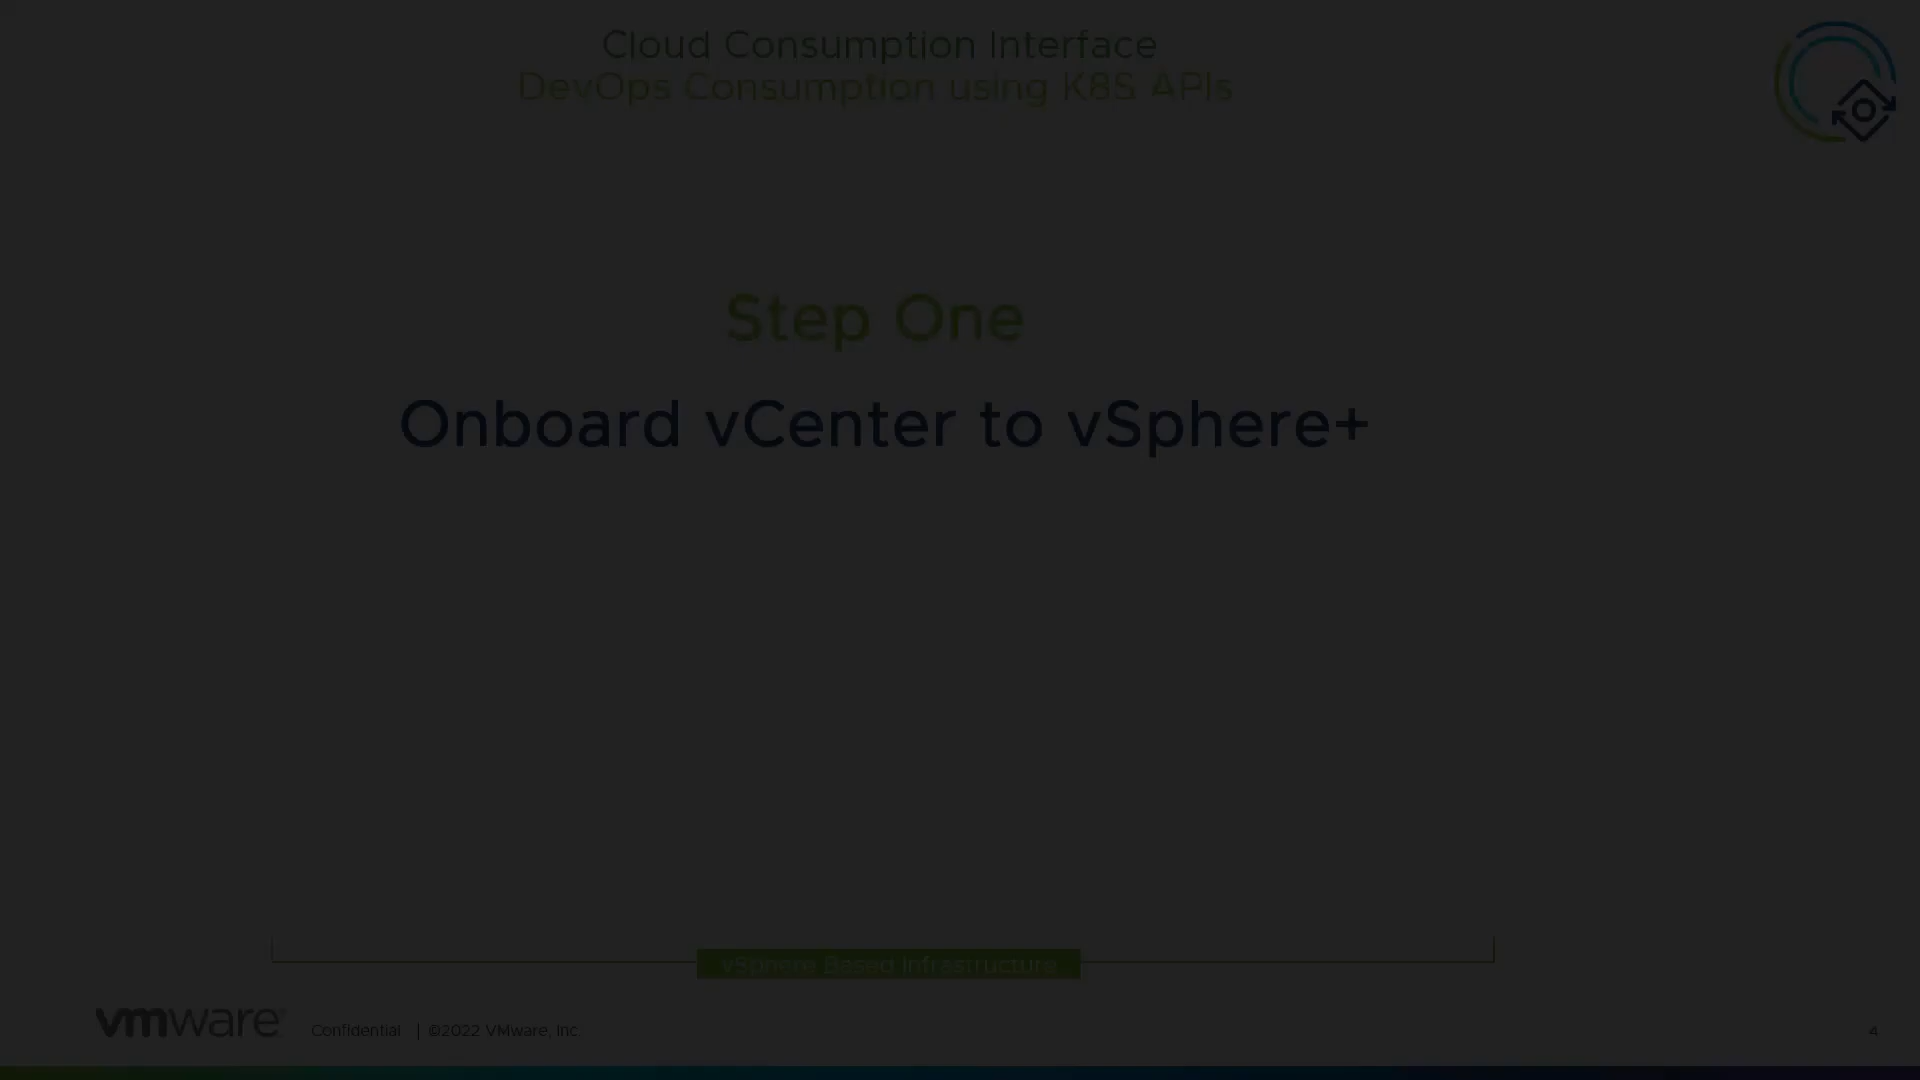 Cloud Consumption Interface
DevOps Consumption using K8S APIs
Step One
Onboard vCenter to vSphere+
vSphere Based Infrastructure
vmware
Confidential | ©2022 VMware, Inc.
4